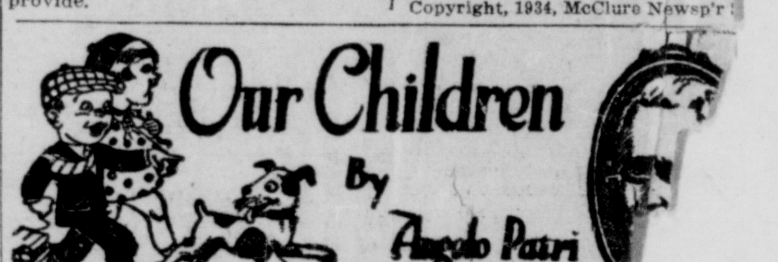 provide.
Copyright, 1934, McClure Newsp'r
Our Children
By
Angelo Patri